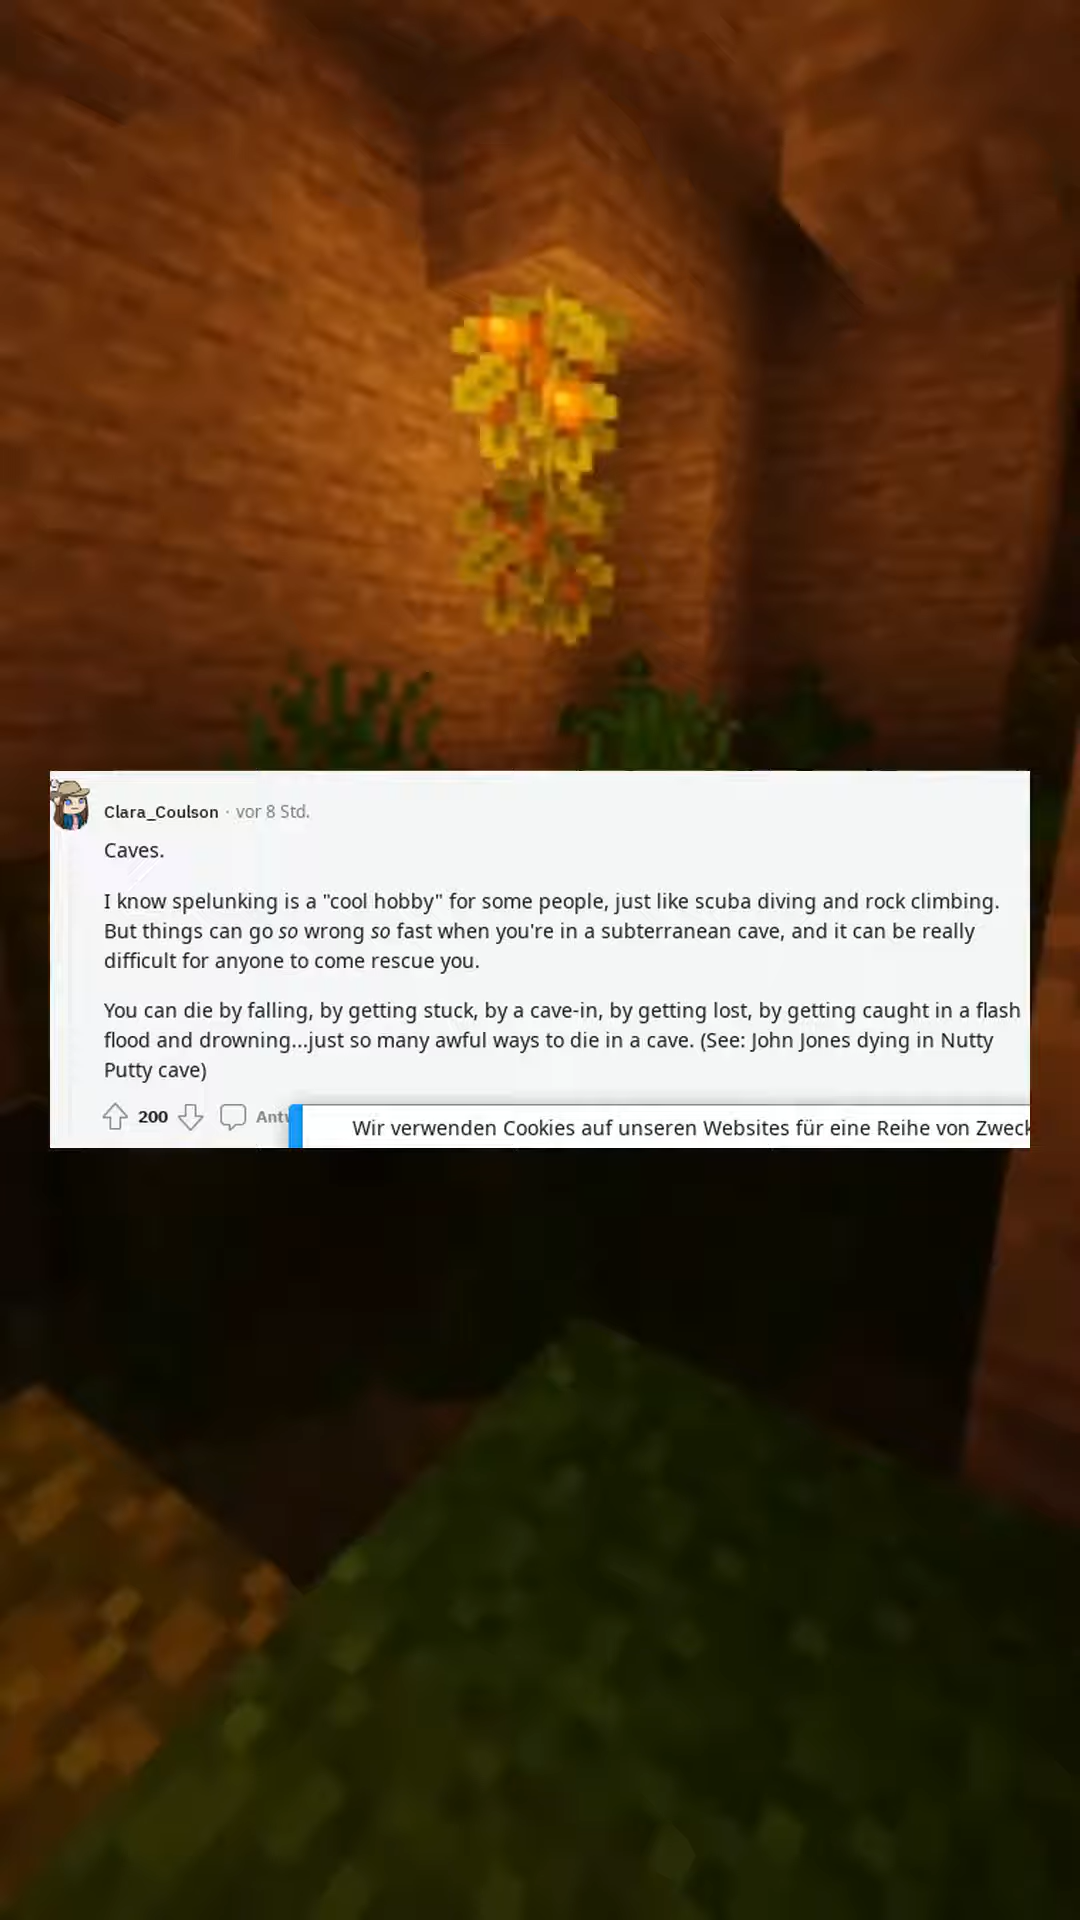 Clara_Coulson · vor 8 Std.
Caves.
I know spelunking is a "cool hobby" for some people, just like scuba diving and rock climbing.
But things can go so wrong so fast when you're in a subterranean cave, and it can be really
difficult for anyone to come rescue you.
You can die by falling, by getting stuck, by a cave-in, by getting lost, by getting caught in a flash
flood and drowning...just so many awful ways to die in a cave. (See: John Jones dying in Nutty
Putty cave)
200 Antw
Wir verwenden Cookies auf unseren Websites für eine Reihe von Zweck